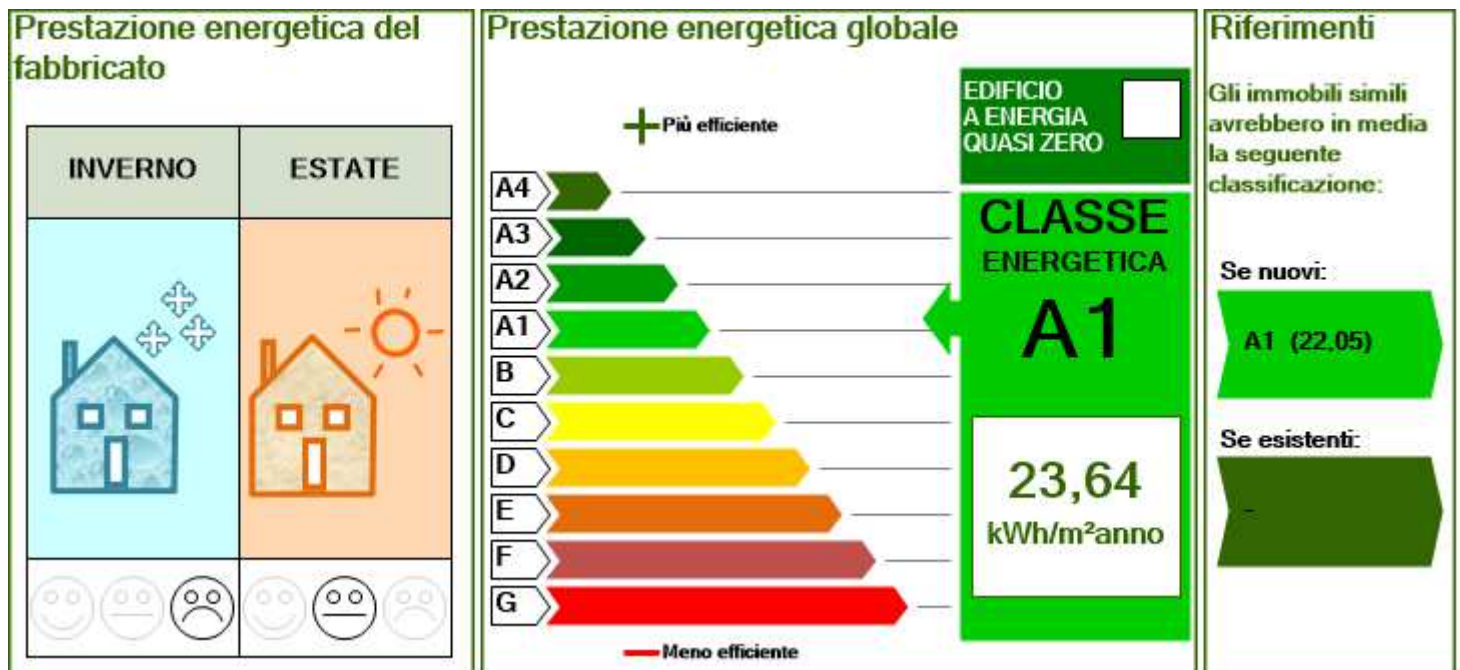 Prestazione energetica del
fabbricato
INVERNO
ESTATE
Prestazione energetica globale
Più efficiente
A4
A3
A2
A1
B
C
D
E
F
G
Meno efficiente
EDIFICIO
A ENERGIA
QUASI ZERO
CLASSE
ENERGETICA
A1
23,64
kWh/m²anno
Riferimenti
Gli immobili simili
avrebbero in media
la seguente
classificazione:
Se nuovi:
A1 (22,05)
Se esistenti:
-